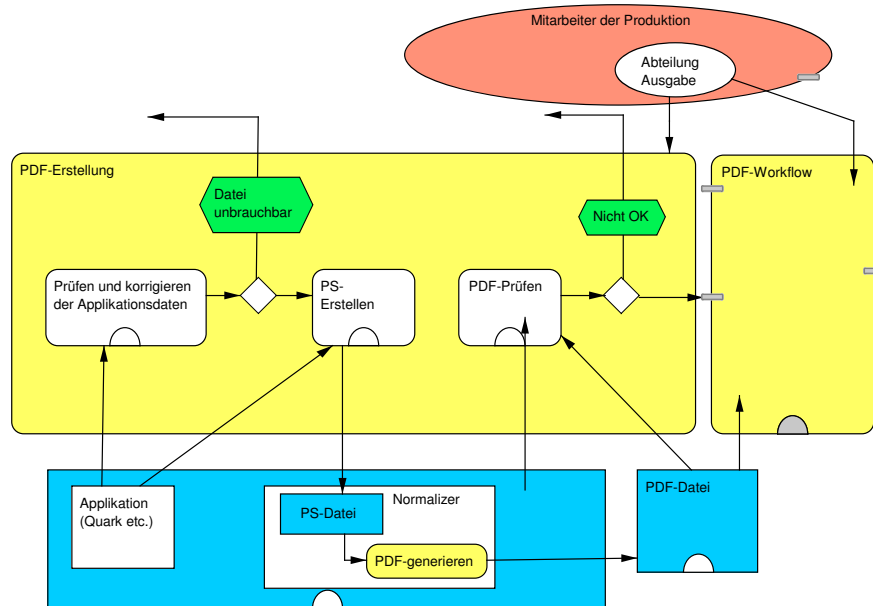 Mitarbeiter der Produktion
Abteilung
Ausgabe
PDF-Erstellung
PDF-Workflow
Datei
unbrauchbar
Nicht OK
Prüfen und korrigieren
der Applikationsdaten
PS-
Erstellen
PDF-Prüfen
Applikation
(Quark etc.)
Normalizer
PS-Datei
PDF-generieren
PDF-Datei